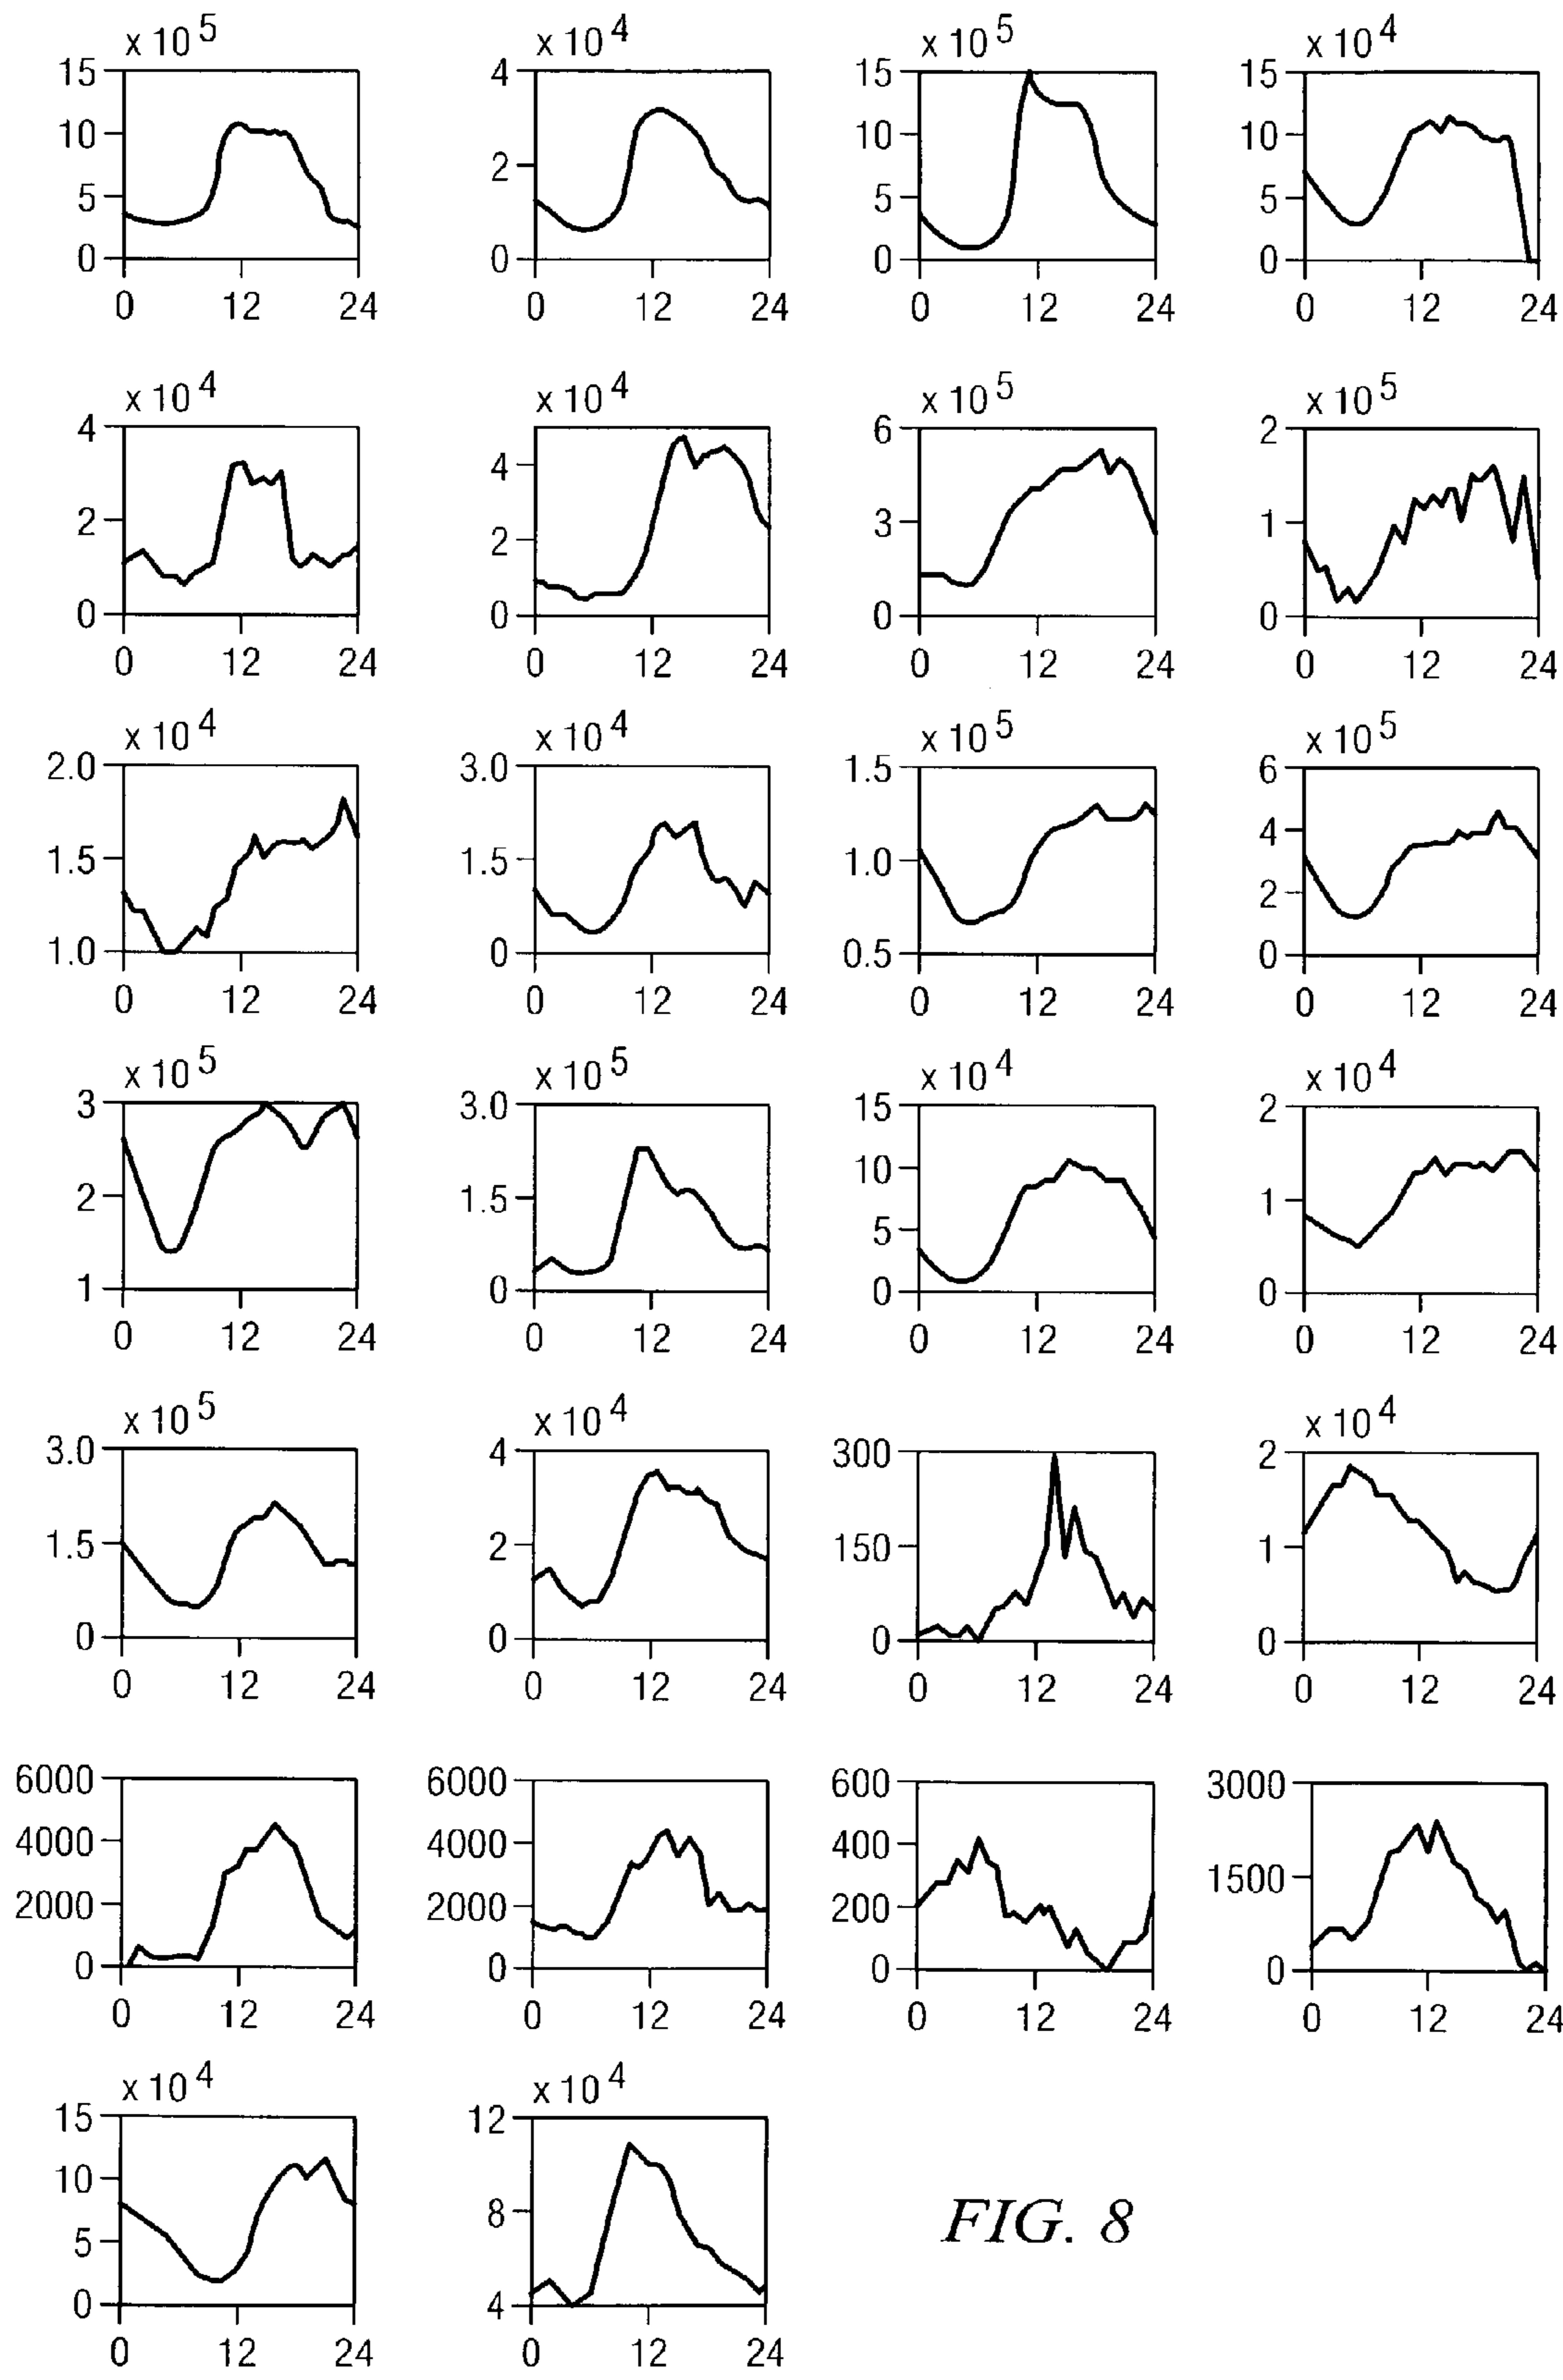 x 10 5 x 10 4 x 10 5 x 10 4
15 4 15 15
10 2 10 10
5 5 5
0 0 0 0
0 12 24 0 12 24 0 12 24 0 12 24
x 10 4 x 10 4 x 10 5 x 10 5
4 4 6 2
2 2 3 1
0 0 0 0
0 12 24 0 12 24 0 12 24 0 12 24
x 10 4 x 10 4 x 10 5 x 10 5
2.0 3.0 1.5 6
1.5 1.5 1.0 4
2
1.0 0 0.5 0
0 12 24 0 12 24 0 12 24 0 12 24
x 10 5 x 10 5 x 10 4 x 10 4
3 3.0 15 2
2 1.5 10 1
5
1 0 0 0
0 12 24 0 12 24 0 12 24 0 12 24
x 10 5 x 10 4 x 10 4
3.0 4 300 2
1.5 2 150 1
0 0 0 0
0 12 24 0 12 24 0 12 24 0 12 24
6000 6000 600 3000
4000 4000 400 1500
2000 2000 200
0 0 0 0
0 12 24 0 12 24 0 12 24 0 12 24
x 10 4 x 10 4
15 12
10 8
5
0 4
0 12 24 0 12 24
FIG. 8